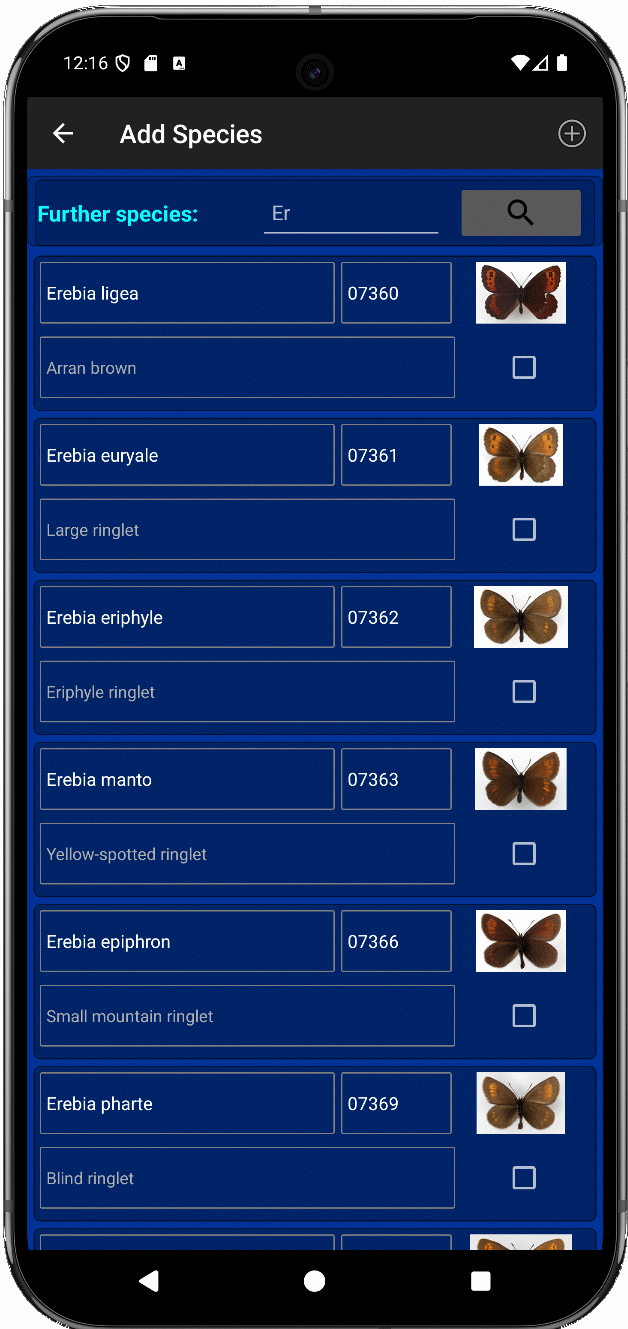 12:16
Add Species
Further species: Er
Erebia ligea 07360
Arran brown
Erebia euryale 07361
Large ringlet
Erebia eriphyle 07362
Eriphyle ringlet
Erebia manto 07363
Yellow-spotted ringlet
Erebia epiphron 07366
Small mountain ringlet
Erebia pharte 07369
Blind ringlet